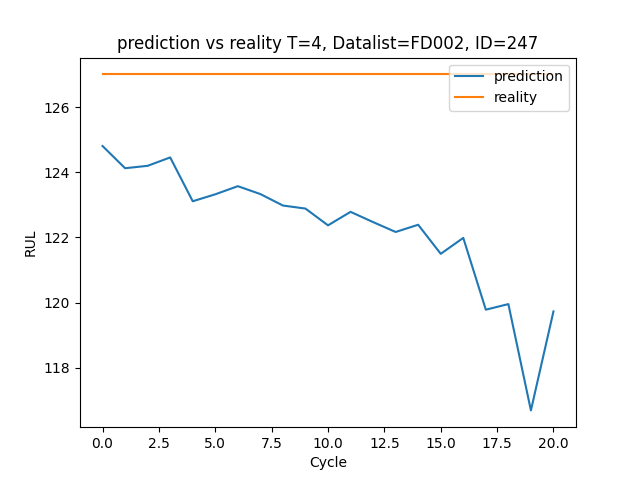 prediction vs reality T=4, Datalist=FD002, ID=247
prediction
reality
126
124
122
120
118
RUL
0.0 2.5 5.0 7.5 10.0 12.5 15.0 17.5 20.0
Cycle